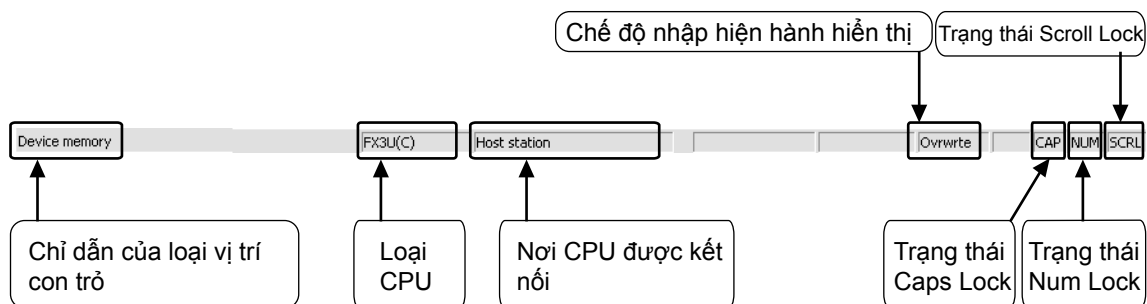 Chế độ nhập hiện hành hiển thị
Trạng thái Scroll Lock
Device memory
FX3U(C)
Host station
Ovrwrte
CAP
NUM
SCRL
Chỉ dẫn của loại vị trí
con trỏ
Loại
CPU
Nơi CPU được kết
nối
Trạng thái
Caps Lock
Trạng thái
Num Lock